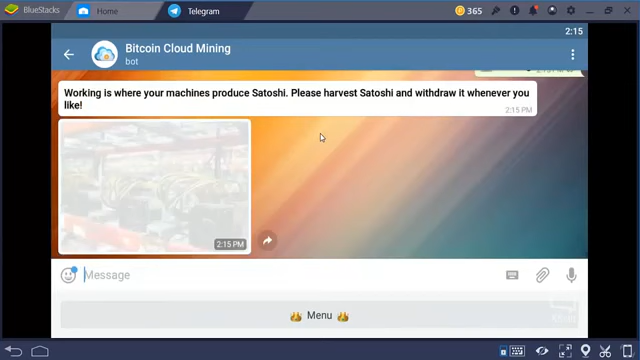 BlueStacks
Home
Telegram
365
2:15
Bitcoin Cloud Mining
bot
Working is where your machines produce Satoshi. Please harvest Satoshi and withdraw it whenever you
like!
2:15 PM
2:15 PM
Message
Menu